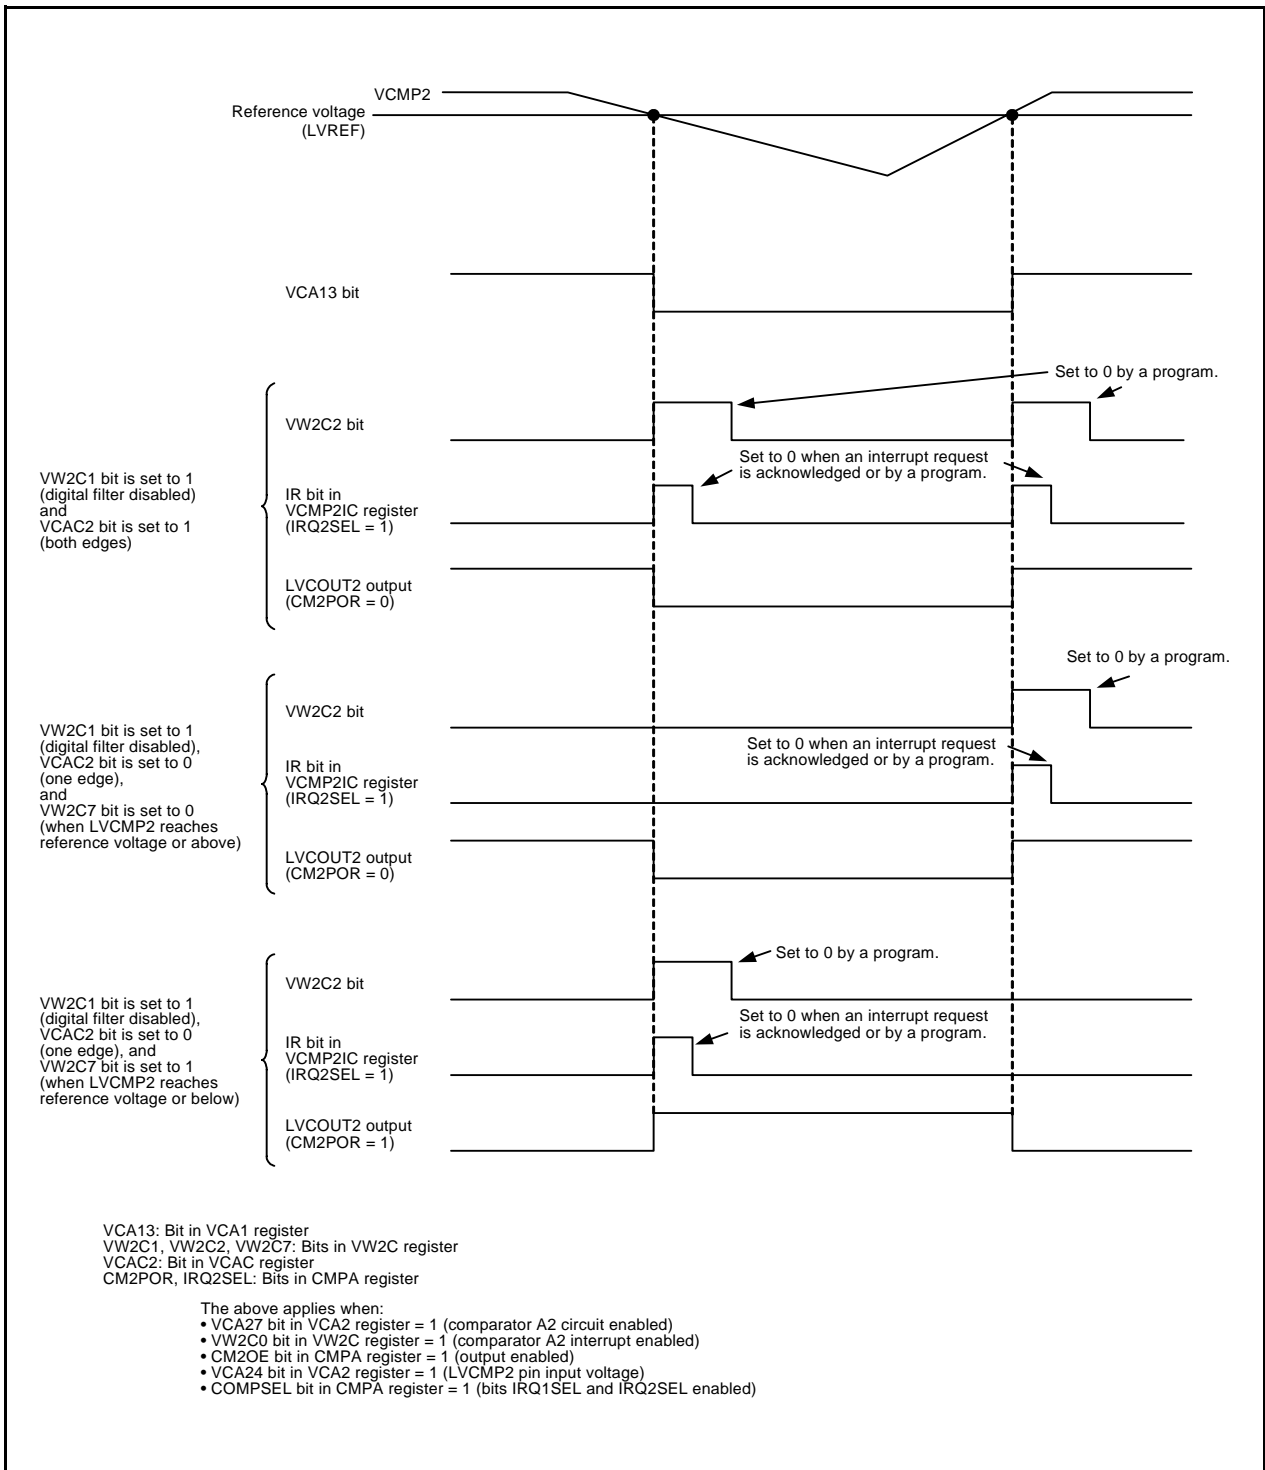 VCMP2
Reference voltage
(LVREF)
VCA13 bit
Set to 0 by a program.
VW2C2 bit
Set to 0 when an interrupt request
is acknowledged or by a program.
VW2C1 bit is set to 1
(digital filter disabled)
and
VCAC2 bit is set to 1
(both edges)
IR bit in
VCMP2IC register
(IRQ2SEL = 1)
LVCOUT2 output
(CM2POR = 0)
Set to 0 by a program.
VW2C2 bit
VW2C1 bit is set to 1
(digital filter disabled),
VCAC2 bit is set to 0
(one edge),
and
VW2C7 bit is set to 0
(when LVCMP2 reaches
reference voltage or above)
Set to 0 when an interrupt request
is acknowledged or by a program.
IR bit in
VCMP2IC register
(IRQ2SEL = 1)
LVCOUT2 output
(CM2POR = 0)
Set to 0 by a program.
VW2C2 bit
VW2C1 bit is set to 1
(digital filter disabled),
VCAC2 bit is set to 0
(one edge), and
VW2C7 bit is set to 1
(when LVCMP2 reaches
reference voltage or below)
Set to 0 when an interrupt request
is acknowledged or by a program.
IR bit in
VCMP2IC register
(IRQ2SEL = 1)
LVCOUT2 output
(CM2POR = 1)
VCA13: Bit in VCA1 register
VW2C1, VW2C2, VW2C7: Bits in VW2C register
VCAC2: Bit in VCAC register
CM2POR, IRQ2SEL: Bits in CMPA register
The above applies when:
• VCA27 bit in VCA2 register = 1 (comparator A2 circuit enabled)
• VW2C0 bit in VW2C register = 1 (comparator A2 interrupt enabled)
• CM2OE bit in CMPA register = 1 (output enabled)
• VCA24 bit in VCA2 register = 1 (LVCMP2 pin input voltage)
• COMPSEL bit in CMPA register = 1 (bits IRQ1SEL and IRQ2SEL enabled)